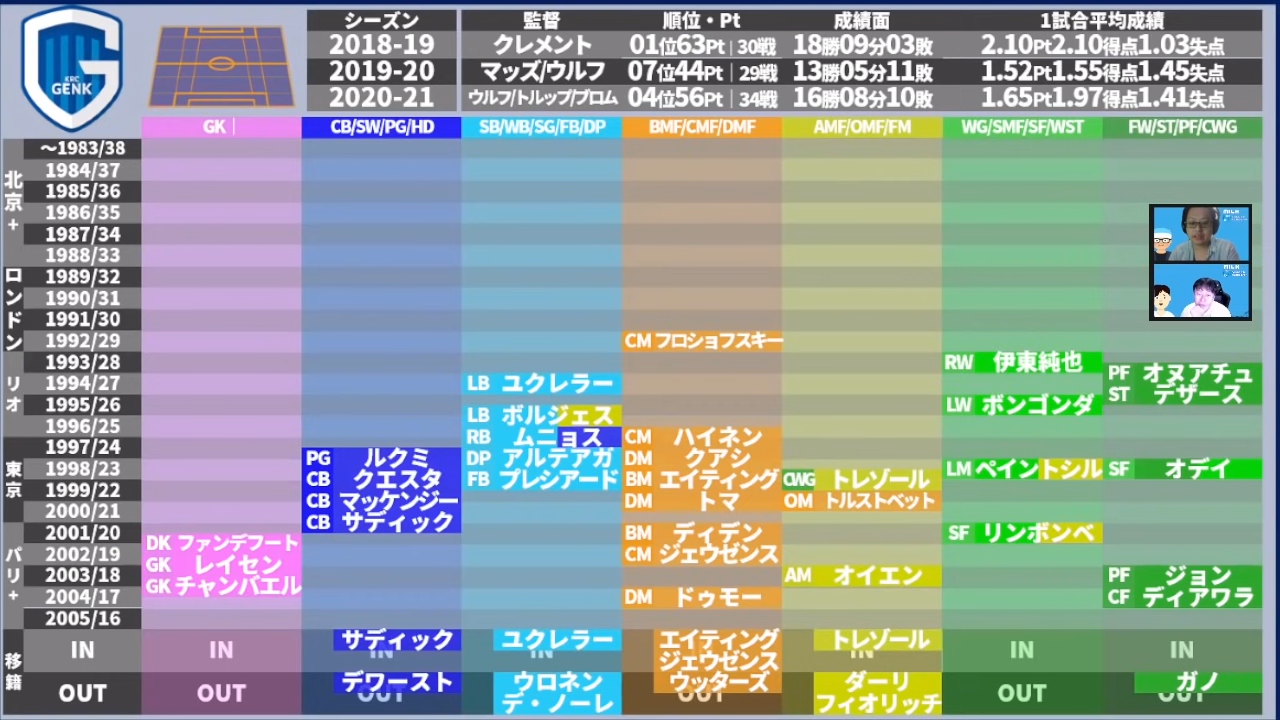 KRC
GENK
シーズン 監督 順位・Pt 成績面 1試合平均成績
2018-19 クレメント 01位63Pt | 30戦 18勝09分03敗 2.10Pt2.10得点1.03失点
2019-20 マッズ/ウルフ 07位44Pt | 29戦 13勝05分11敗 1.52Pt1.55得点1.45失点
2020-21 ウルフ/トルップ/ブロム 04位56Pt | 34戦 16勝08分10敗 1.65Pt1.97得点1.41失点
GK | CB/SW/PG/HD SB/WB/SG/FB/DP BMF/CMF/DMF AMF/OMF/FM WG/SMF/SF/WST FW/ST/PF/CWG
北京+
～1983/38
1984/37
1985/36
1986/35
1987/34
1988/33
ロンドン
1989/32
1990/31
1991/30
1992/29 CM フロショフスキー
リオ
1993/28 RW 伊東純也
PF オヌアチュ
1994/27 LB ユクレラー
ST デザース
1995/26 LW ボンゴンダ
LB ボルジェス
1996/25
RB ムニョス CM ハイネン
東京
1997/24
PG ルクミ DP アルテアガ DM クアシ
1998/23 LM ペイントシル SF オデイ
CB クエスタ FB プレシアード BM エイティング CWG トレゾール
1999/22
CB マッケンジー DM トマ OM トルストベット
2000/21
CB サディック
パリ+
2001/20 BM ディデン SF リンボンベ
DK ファンデフート
2002/19 CM ジェウゼンス
GK レイセン
2003/18 AM オイエン PF ジョン
GK チャンバエル
2004/17 DM ドゥモー CF ディアワラ
2005/16
移籍
IN IN IN サディック IN ユクレラー エイティング ジェウゼンス IN トレゾール IN IN
OUT OUT OUT デワースト ウロネン デ・ノーレ OUT ウッターズ ダーリ フィオリッチ OUT OUT ガノ